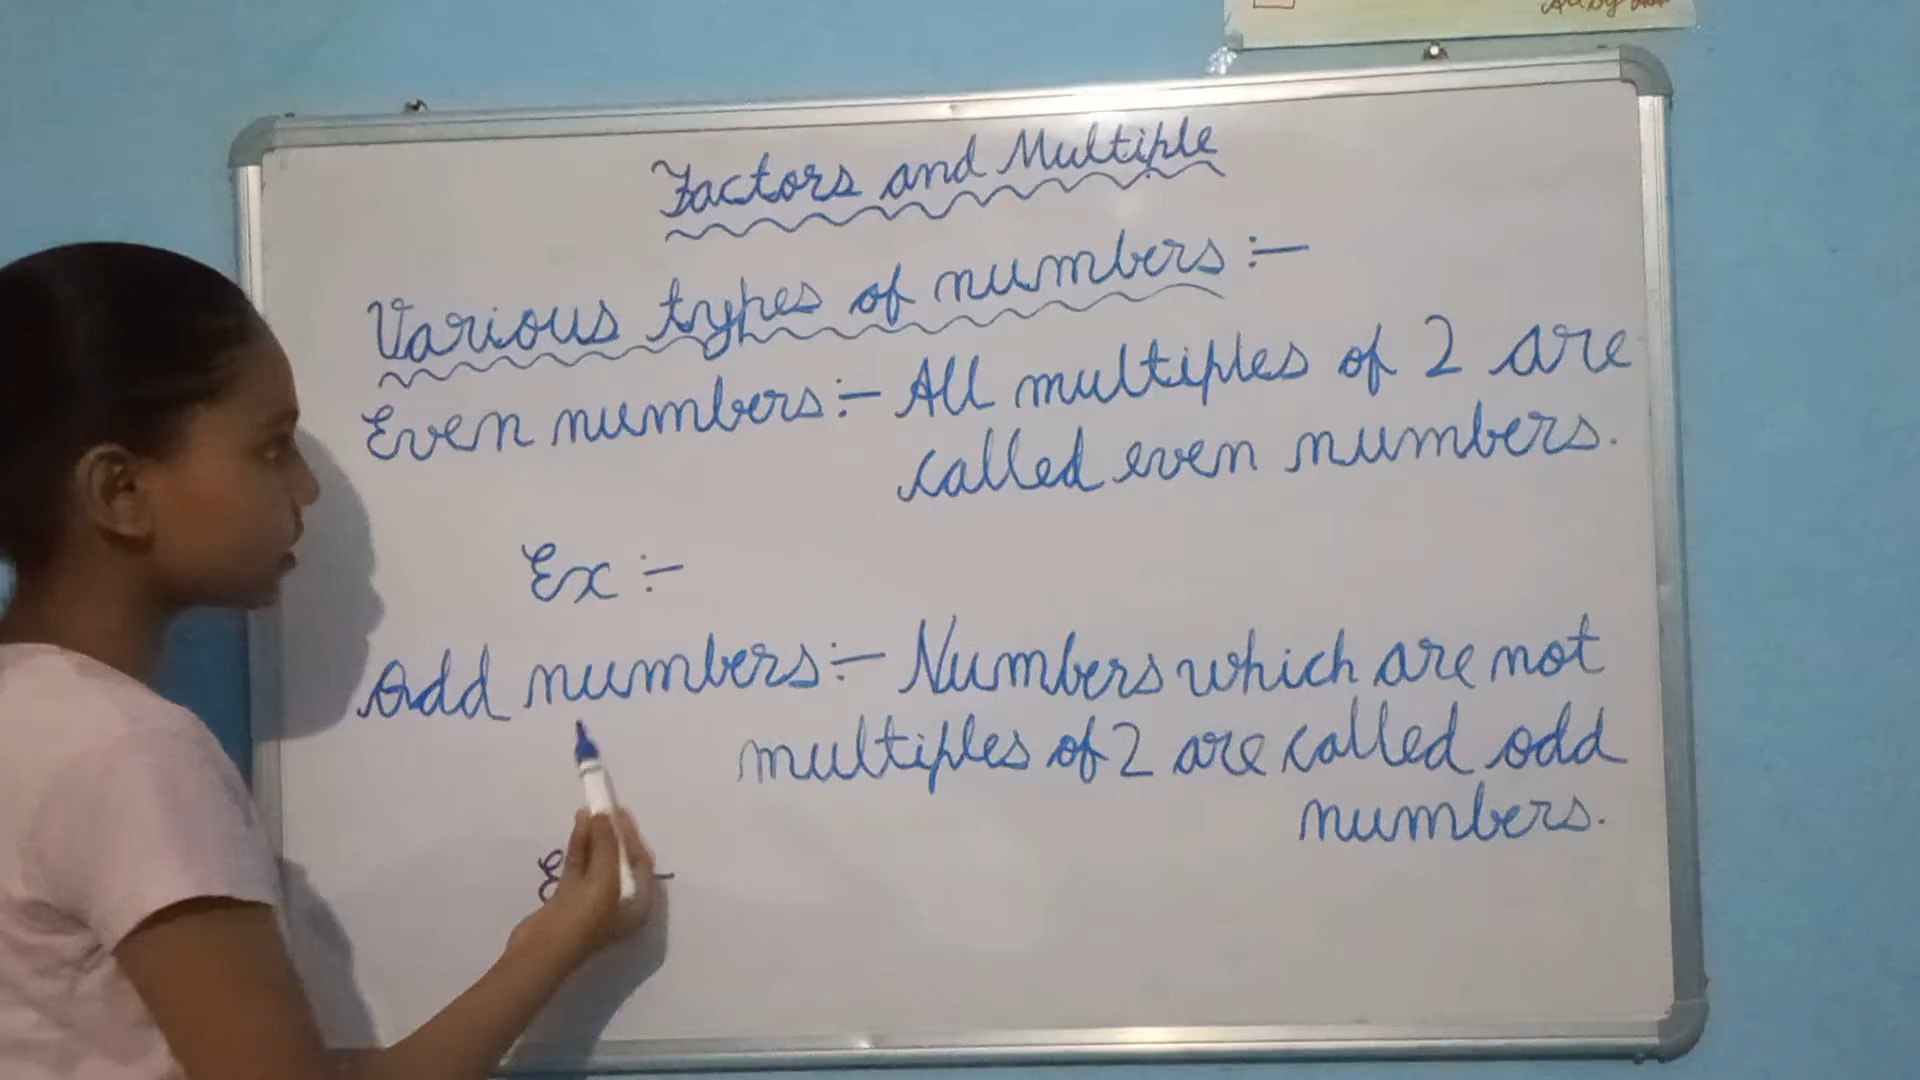 Factors and Multiple
Various types of numbers :-
Even numbers :- All multiples of 2 are
called even numbers.
Ex :-
Odd numbers :- Numbers which are not
multiples of 2 are called odd
numbers.